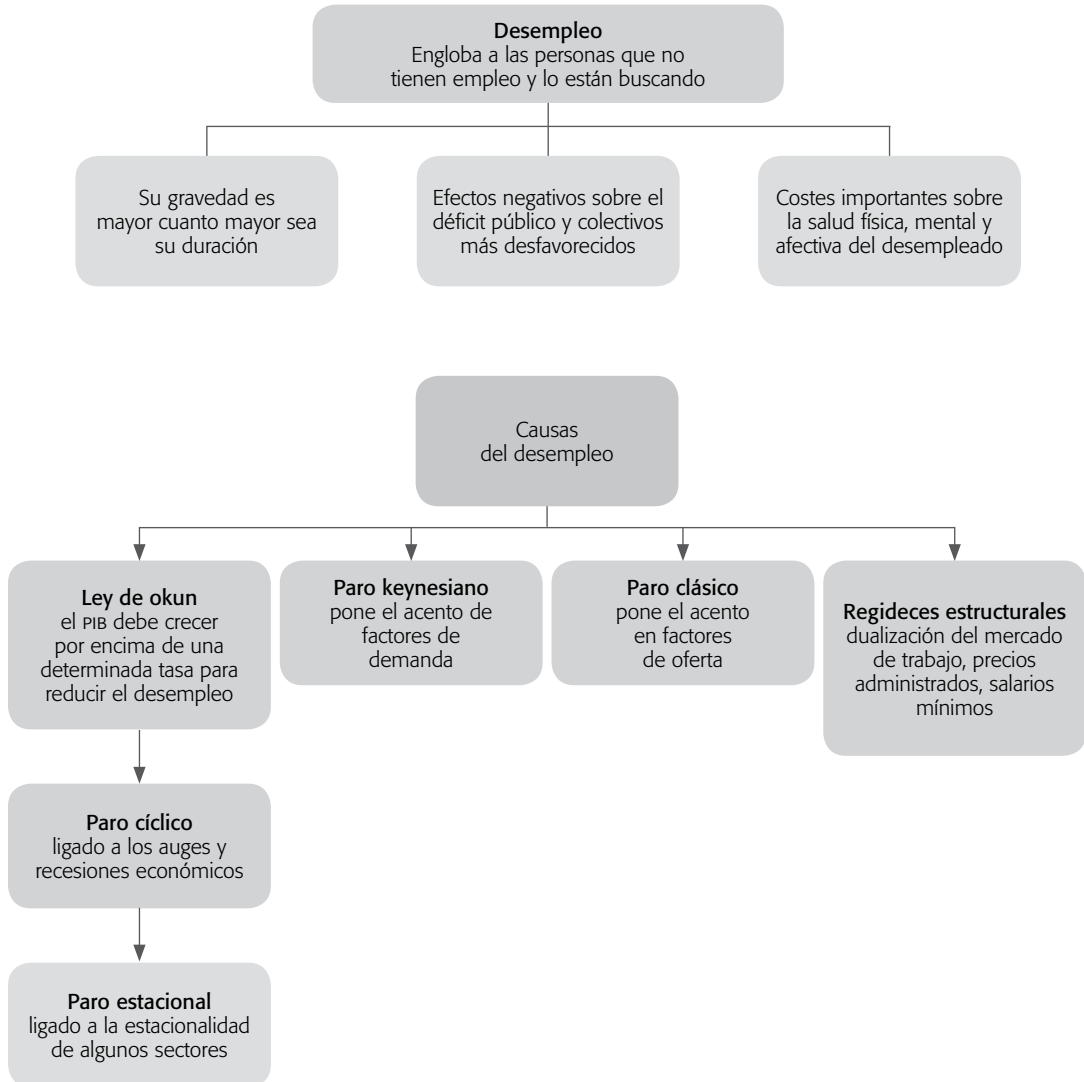 Desempleo
Engloba a las personas que no
tienen empleo y lo están buscando
Su gravedad es
mayor cuanto mayor sea
su duración
Efectos negativos sobre el
déficit público y colectivos
más desfavorecidos
Costes importantes sobre
la salud física, mental y
afectiva del desempleado
Causas
del desempleo
Ley de okun
el PIB debe crecer
por encima de una
determinada tasa para
reducir el desempleo
Paro keynesiano
pone el acento de
factores de
demanda
Paro clásico
pone el acento
en factores
de oferta
Regideces estructurales
dualización del mercado
de trabajo, precios
administrados, salarios
mínimos
Paro cíclico
ligado a los auges y
recesiones económicos
Paro estacional
ligado a la estacionalidad
de algunos sectores